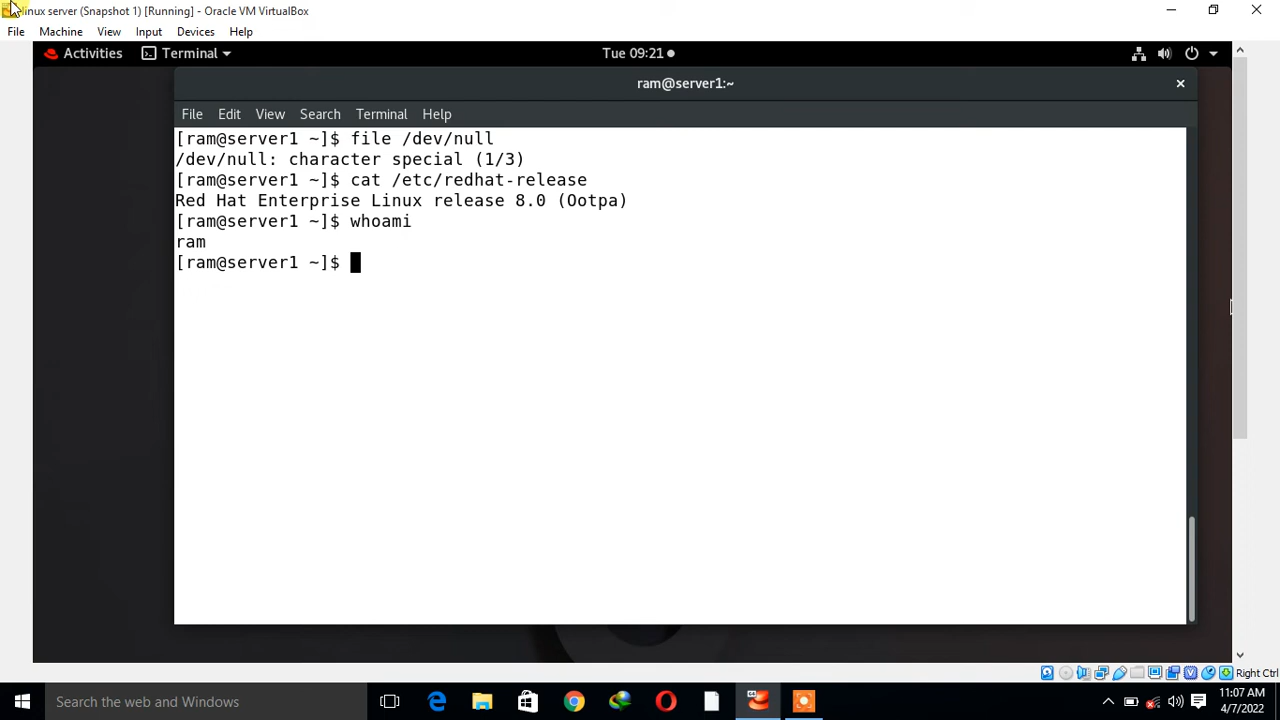 linux server (Snapshot 1) [Running] - Oracle VM VirtualBox
File Machine View Input Devices Help
Activities Terminal Tue 09:21
ram@server1:~
File Edit View Search Terminal Help
[ram@server1 ~]$ file /dev/null
/dev/null: character special (1/3)
[ram@server1 ~]$ cat /etc/redhat-release
Red Hat Enterprise Linux release 8.0 (Ootpa)
[ram@server1 ~]$ whoami
ram
[ram@server1 ~]$
Right Ctrl
Search the web and Windows
11:07 AM
4/7/2022